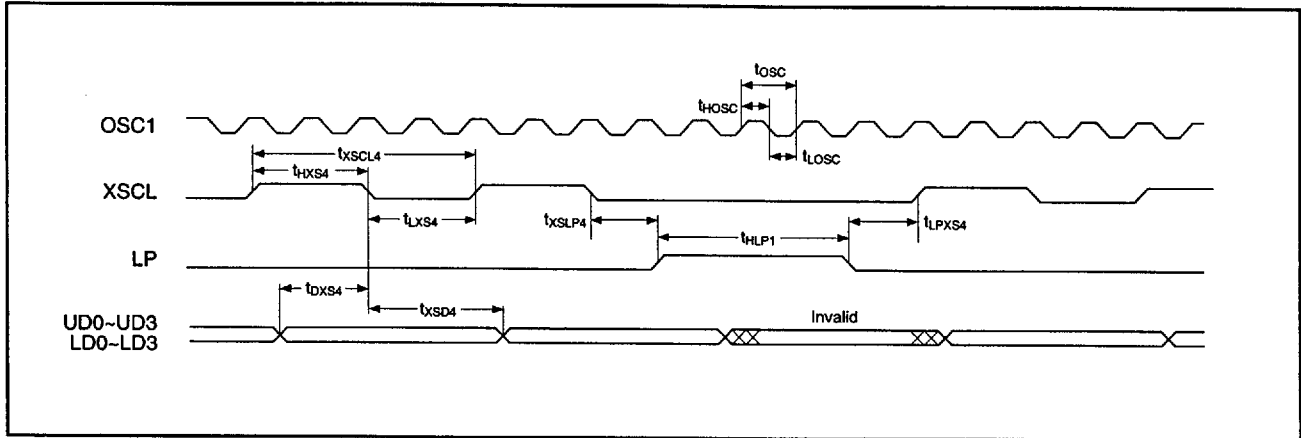 tOSC
tHOSC
OSC1
tLOSC
tXSCL4
tHXS4
XSCL
tLXS4
tXSLP4
tHLP1
tLPXS4
LP
tDXS4
tXSD4
UD0~UD3
Invalid
LD0~LD3